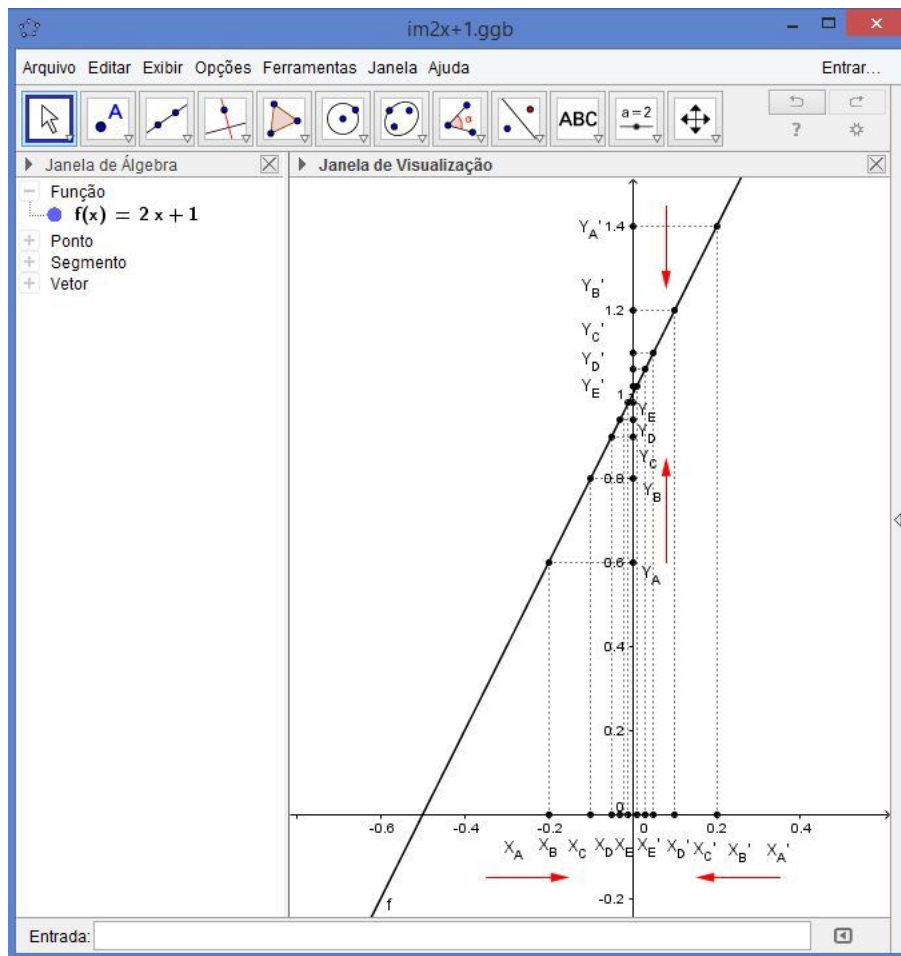 im2x+1.ggb
Arquivo Editar Exibir Opções Ferramentas Janela Ajuda Entrar...
A α ABC a=2 ?
Janela de Álgebra
Janela de Visualização
Função
f(x) = 2 x + 1
Ponto
Segmento
Vetor
Y_A' 1.4
Y_B'
1.2
Y_C'
Y_D'
Y_E'
Y_E
Y_D
Y_C
0.8
Y_B
0.6
Y_A
0.4
0.2
0
-0.6 -0.4 -0.2 0 0.2 0.4
X_A X_B X_C X_D X_E X_E' X_D' X_C' X_B' X_A'
-0.2
f
Entrada: